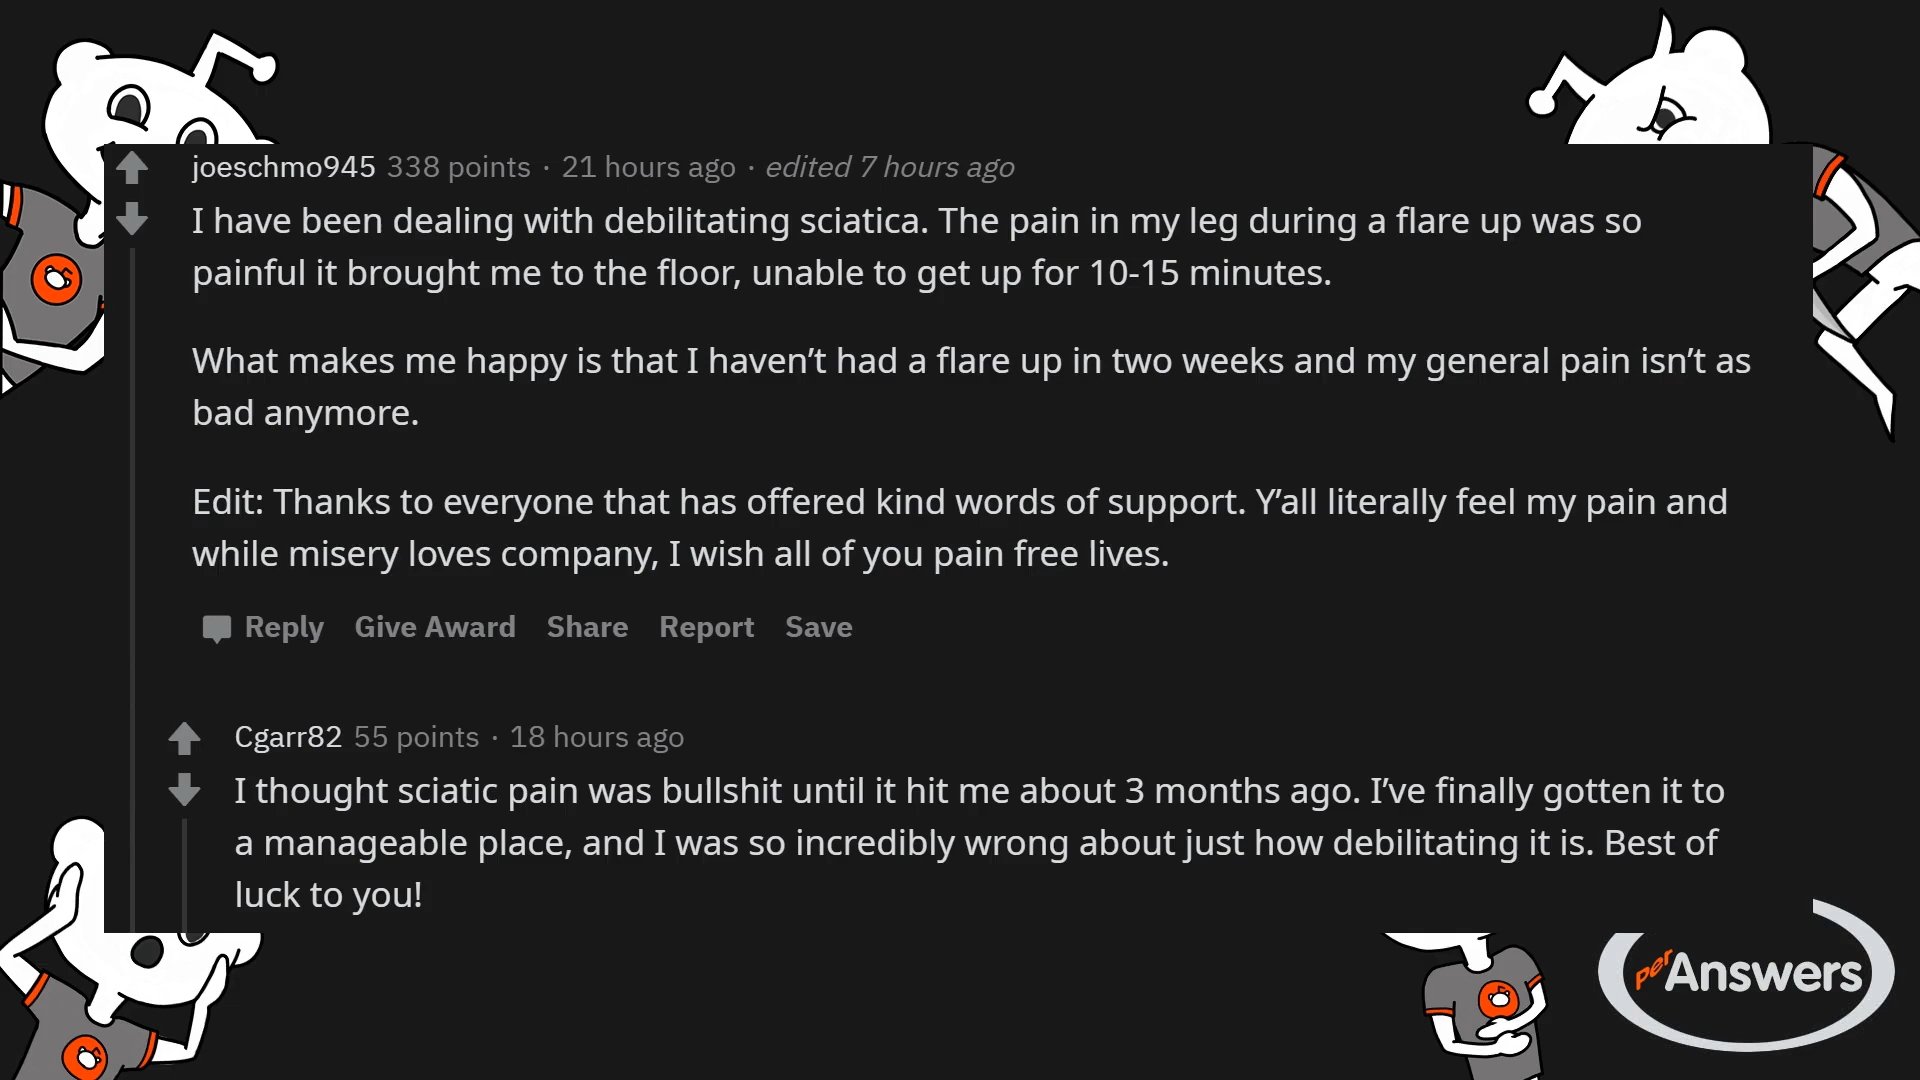 joeschmo945 338 points · 21 hours ago · edited 7 hours ago
I have been dealing with debilitating sciatica. The pain in my leg during a flare up was so
painful it brought me to the floor, unable to get up for 10-15 minutes.
What makes me happy is that I haven’t had a flare up in two weeks and my general pain isn’t as
bad anymore.
Edit: Thanks to everyone that has offered kind words of support. Y’all literally feel my pain and
while misery loves company, I wish all of you pain free lives.
Reply Give Award Share Report Save
Cgarr82 55 points · 18 hours ago
I thought sciatic pain was bullshit until it hit me about 3 months ago. I’ve finally gotten it to
a manageable place, and I was so incredibly wrong about just how debilitating it is. Best of
luck to you!
perAnswers